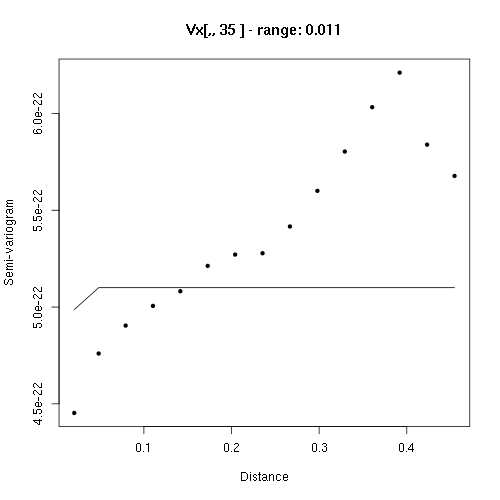 Vx[,, 35 ] - range: 0.011
Semi-variogram
6.0e-22
5.5e-22
5.0e-22
4.5e-22
0.1 0.2 0.3 0.4
Distance